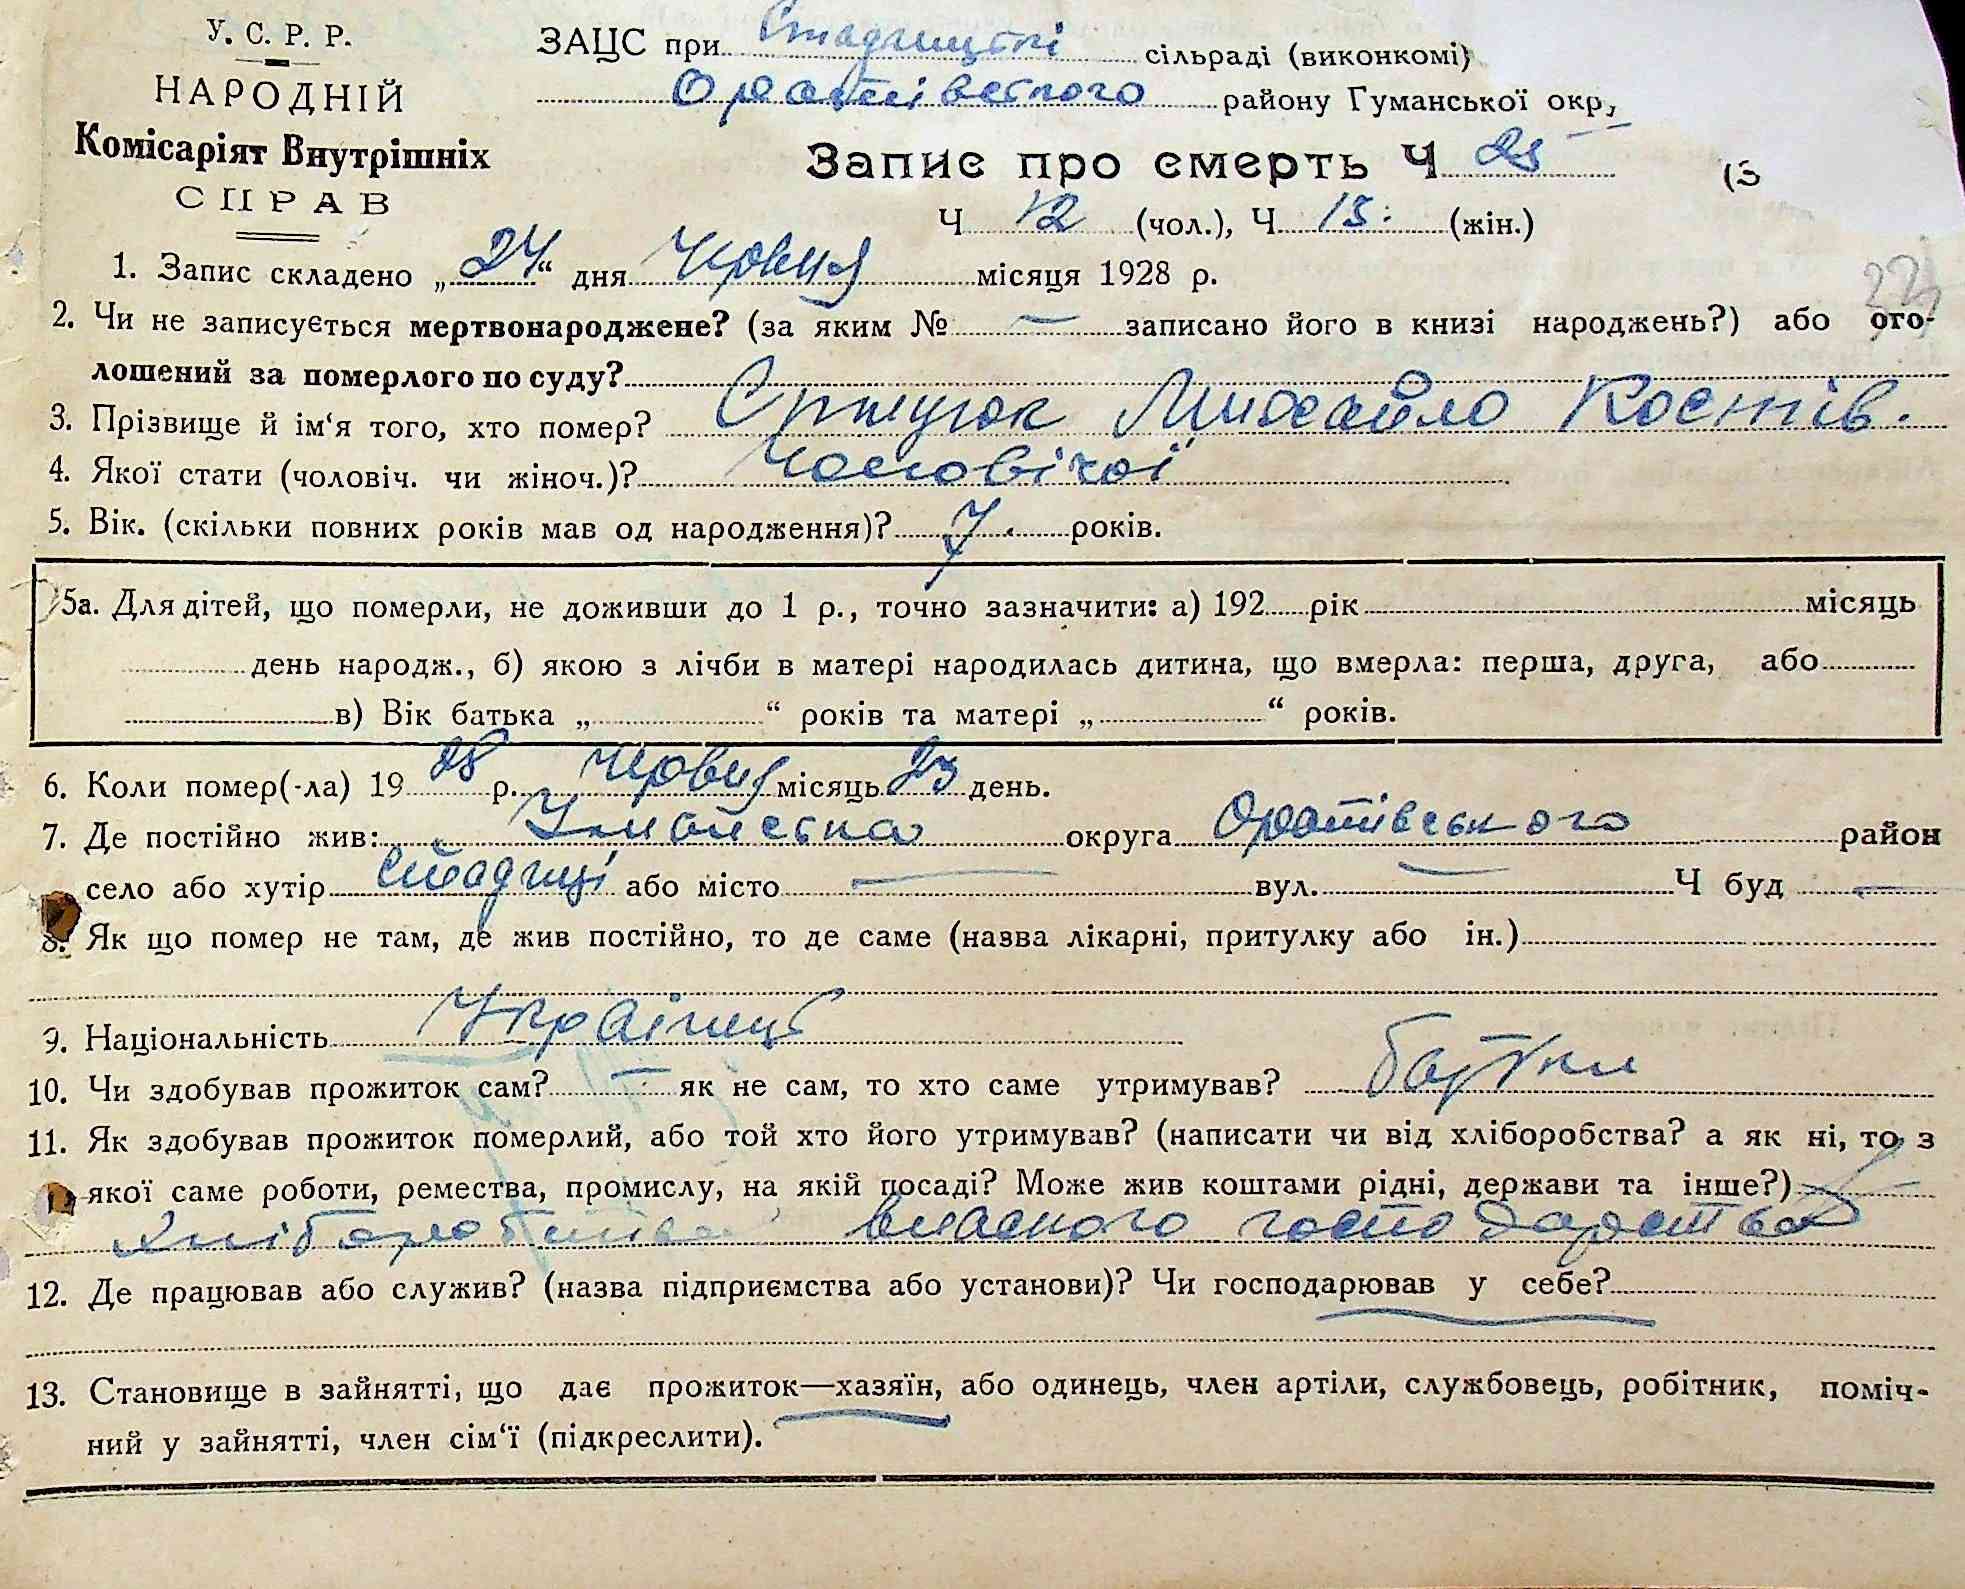 У. С. Р. Р.
НАРОДНІЙ
Комісаріят Внутрішніх
СПРАВ
ЗАЦС при Стадницькі сільраді (виконкомі)
Оратівського району Гуманської окр,
Запис про смерть Ч 25
Ч 12 (чол.), Ч 13: (жін.)
(3
1. Запис складено „24“ дня Червня місяця 1928 р.
2. Чи не записується мертвонароджене? (за яким № — записано його в книзі народжень?) або ого-
лошений за померлого по суду?
3. Прізвище й ім‘я того, хто помер? Михайло Костів.
4. Якої стати (чоловіч. чи жіноч.)? Чоловічої
5. Вік. (скільки повних років мав од народження)? 7. років.
5а. Для дітей, що померли, не доживши до 1 р., точно зазначити: а) 192 рік місяць
день народж., б) якою з лічби в матері народилась дитина, що вмерла: перша, друга, або
в) Вік батька „ “ років та матері „ “ років.
6. Коли помер(-ла) 1928 р. Червня місяць 23 день.
7. Де постійно жив: Уманська округа Оратівського район
село або хутір Стадниці або місто — вул. — Ч буд —
8. Як що помер не там, де жив постійно, то де саме (назва лікарні, притулку або ін.)
9. Національність Українець
10. Чи здобував прожиток сам? — як не сам, то хто саме утримував? батьки
11. Як здобував прожиток померлий, або той хто його утримував? (написати чи від хліборобства? а як ні, то з
якої саме роботи, ремества, промислу, на якій посаді? Може жив коштами рідні, держави та інше?)
хліборобства власного господарства
12. Де працював або служив? (назва підприємства або установи)? Чи господарював у себе?
13. Становище в зайнятті, що дає прожиток—хазяїн, або одинець, член артіли, службовець, робітник, поміч-
ний у зайнятті, член сім‘ї (підкреслити).